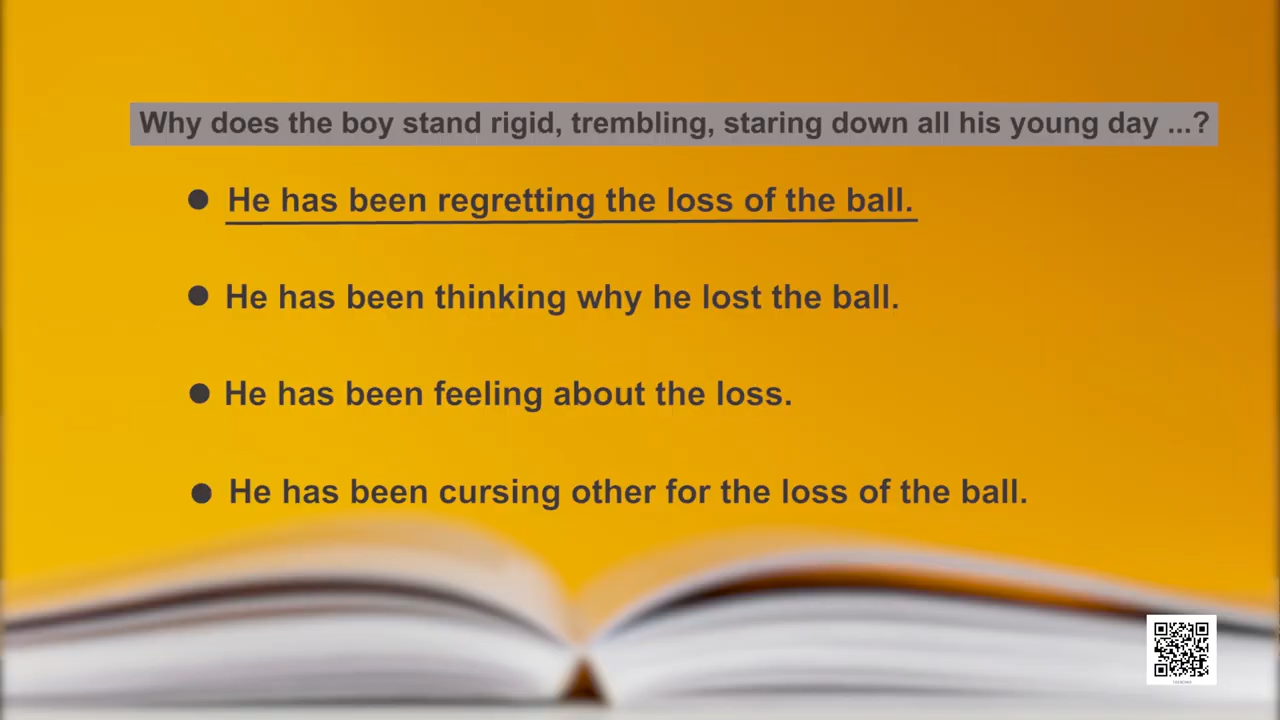 Why does the boy stand rigid, trembling, staring down all his young day ...?
● He has been regretting the loss of the ball.
● He has been thinking why he lost the ball.
● He has been feeling about the loss.
● He has been cursing other for the loss of the ball.